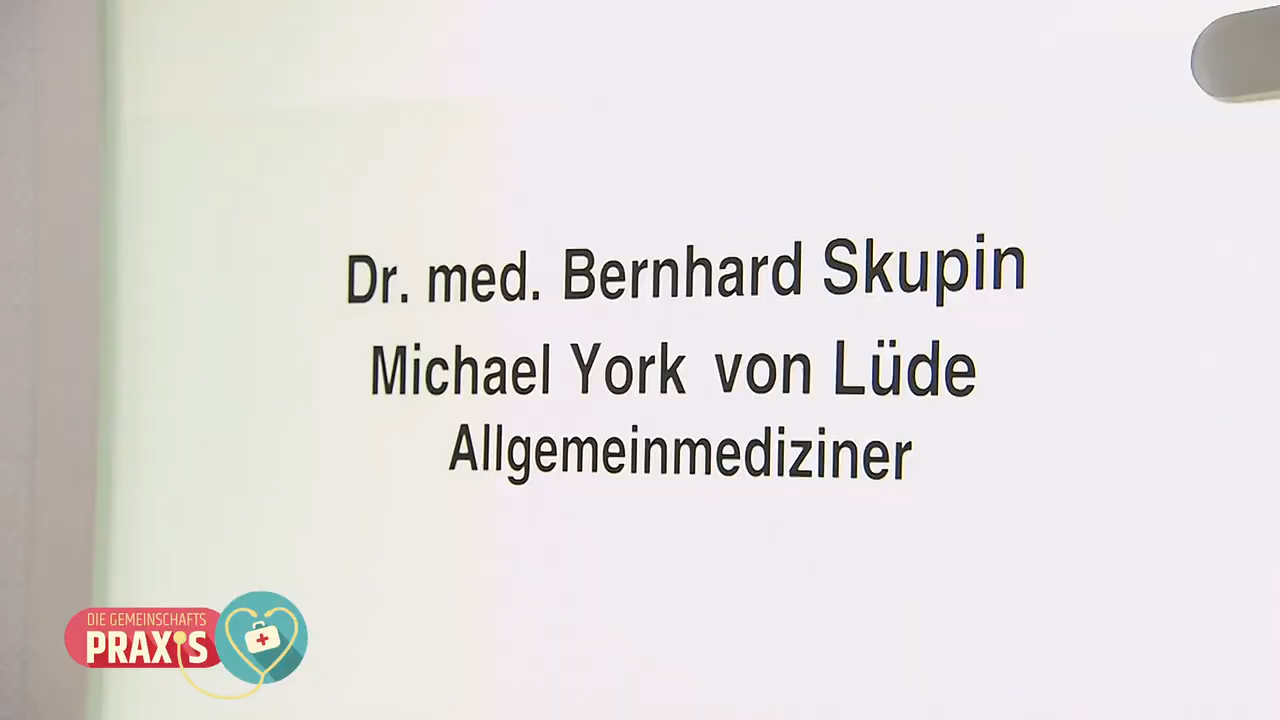 Dr. med. Bernhard Skupin
Michael York von Lüde
Allgemeinmediziner
DIE GEMEINSCHAFTS
PRAXIS